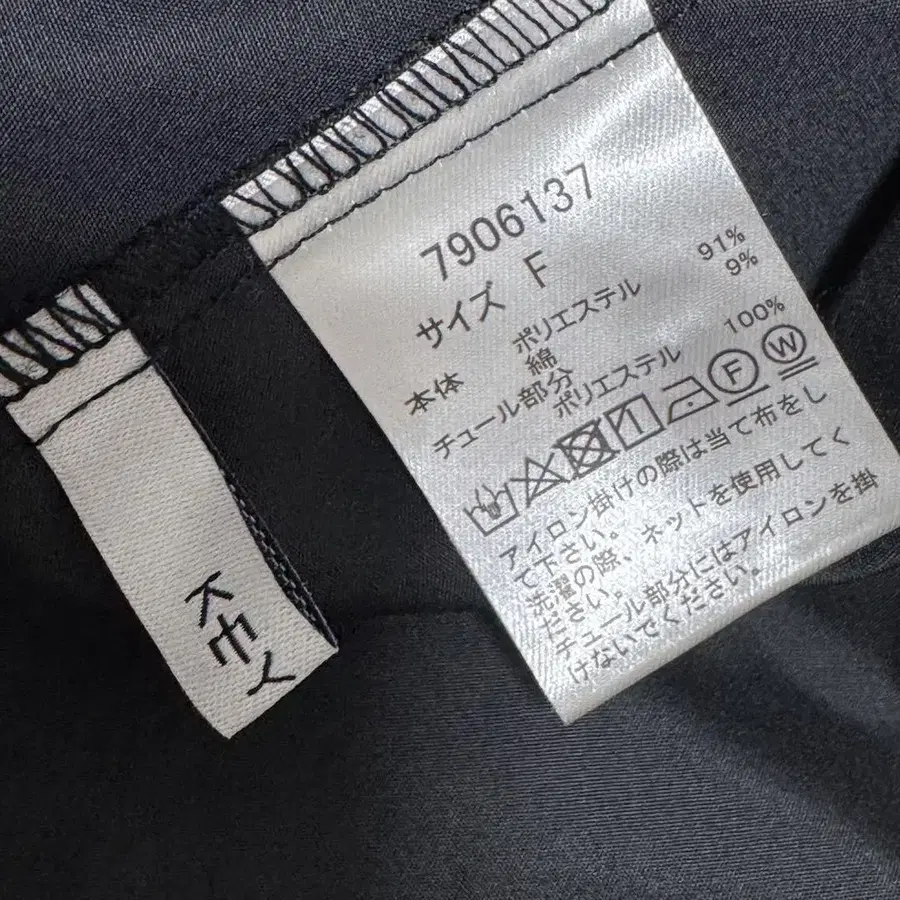 7906137
サイズ F
本体 ポリエステル 91%
綿 9%
チュール部分
ポリエステル 100%
F W
アイロン掛けの際は当て布をし
て下さい。
洗濯の際、ネットを使用してく
ださい。
チュール部分にはアイロンを掛
けないでください。